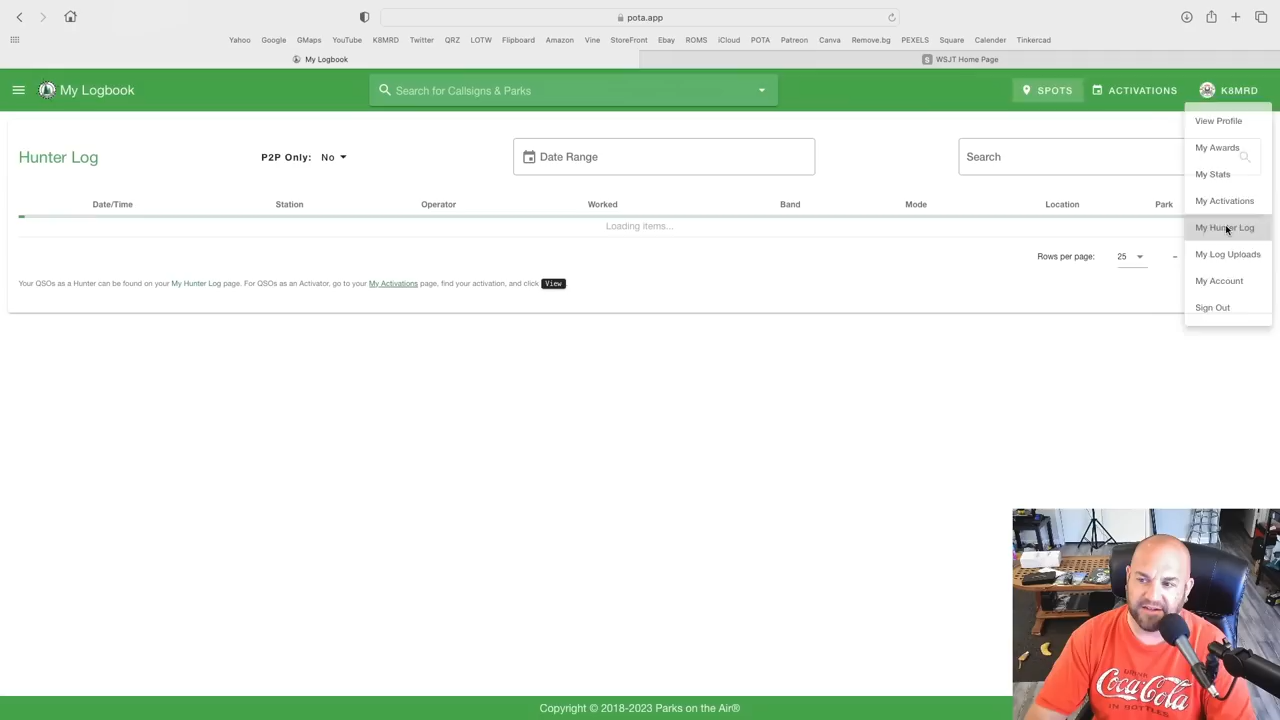 pota.app
Yahoo Google GMaps YouTube K8MRD Twitter QRZ LOTW Flipboard Amazon Vine StoreFront Ebay ROMS iCloud POTA Patreon Canva Remove.bg PEXELS Square Calender Tinkercad
My Logbook
S WSJT Home Page
My Logbook
Search for Callsigns & Parks
SPOTS
ACTIVATIONS
K8MRD
View Profile
My Awards
My Stats
My Activations
My Hunter Log
My Log Uploads
My Account
Sign Out
Hunter Log
P2P Only: No
Date Range
Search
Date/Time Station Operator Worked Band Mode Location Park
Loading items...
Rows per page: 25 –
Your QSOs as a Hunter can be found on your My Hunter Log page. For QSOs as an Activator, go to your My Activations page, find your activation, and click View.
DRINK
Coca-Cola
IN BOTTLES
Copyright © 2018-2023 Parks on the Air®